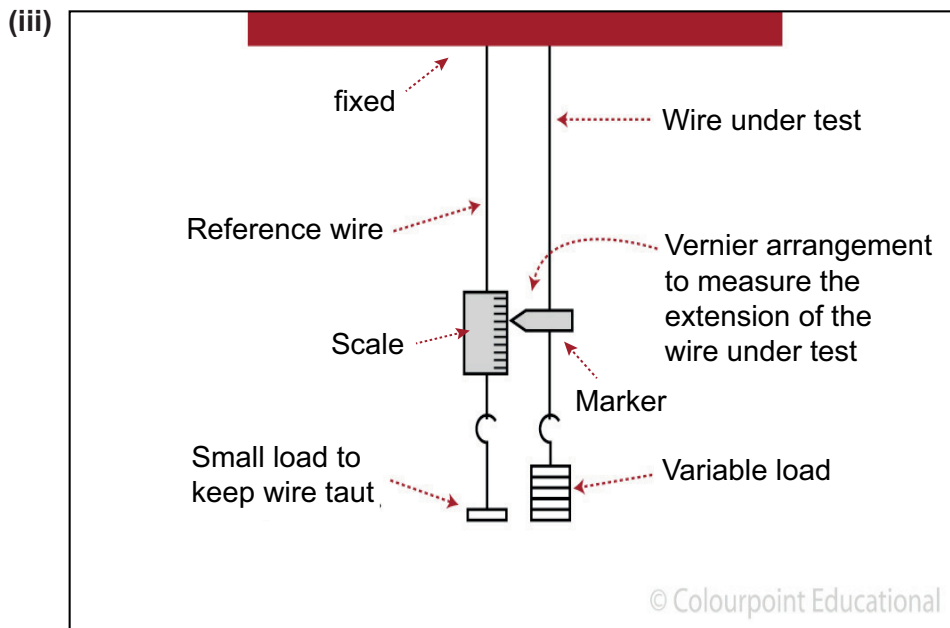 (iii)
fixed
Wire under test
Reference wire
Vernier arrangement
to measure the
extension of the
wire under test
Scale
Marker
Small load to
keep wire taut
Variable load
© Colourpoint Educational